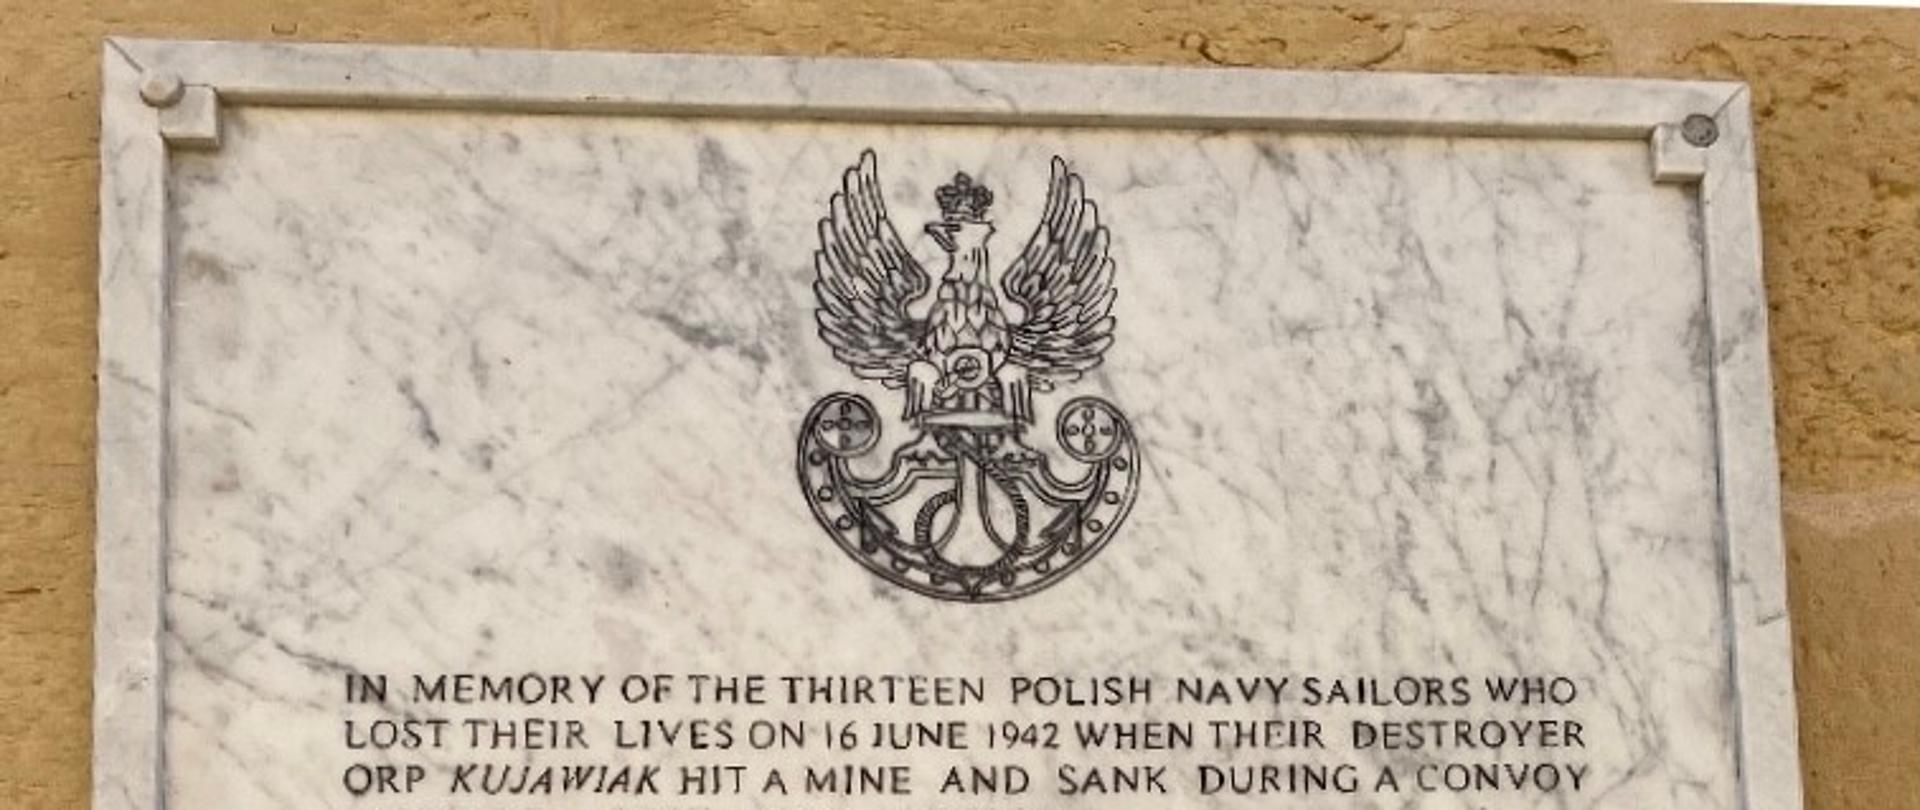 IN MEMORY OF THE THIRTEEN POLISH NAVY SAILORS WHO
LOST THEIR LIVES ON 16 JUNE 1942 WHEN THEIR DESTROYER
ORP KUJAWIAK HIT A MINE AND SANK DURING A CONVOY